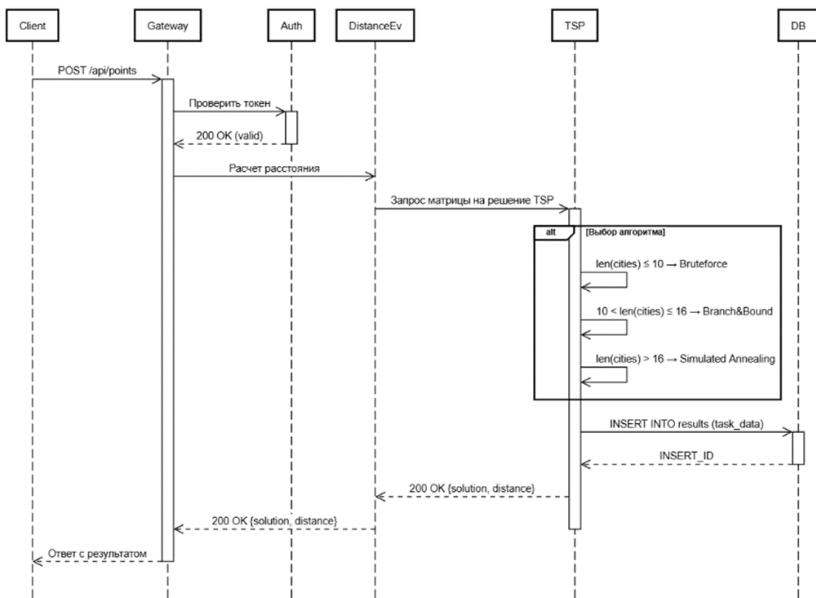 Client
Gateway
Auth
DistanceEv
TSP
DB
POST /api/points
Проверить токен
200 OK (valid)
Расчет расстояния
Запрос матрицы на решение TSP
alt
[Выбор алгоритма]
len(cities) ≤ 10 → Bruteforce
10 < len(cities) ≤ 16 → Branch&Bound
len(cities) > 16 → Simulated Annealing
INSERT INTO results (task_data)
INSERT_ID
200 OK {solution, distance}
200 OK {solution, distance}
Ответ с результатом